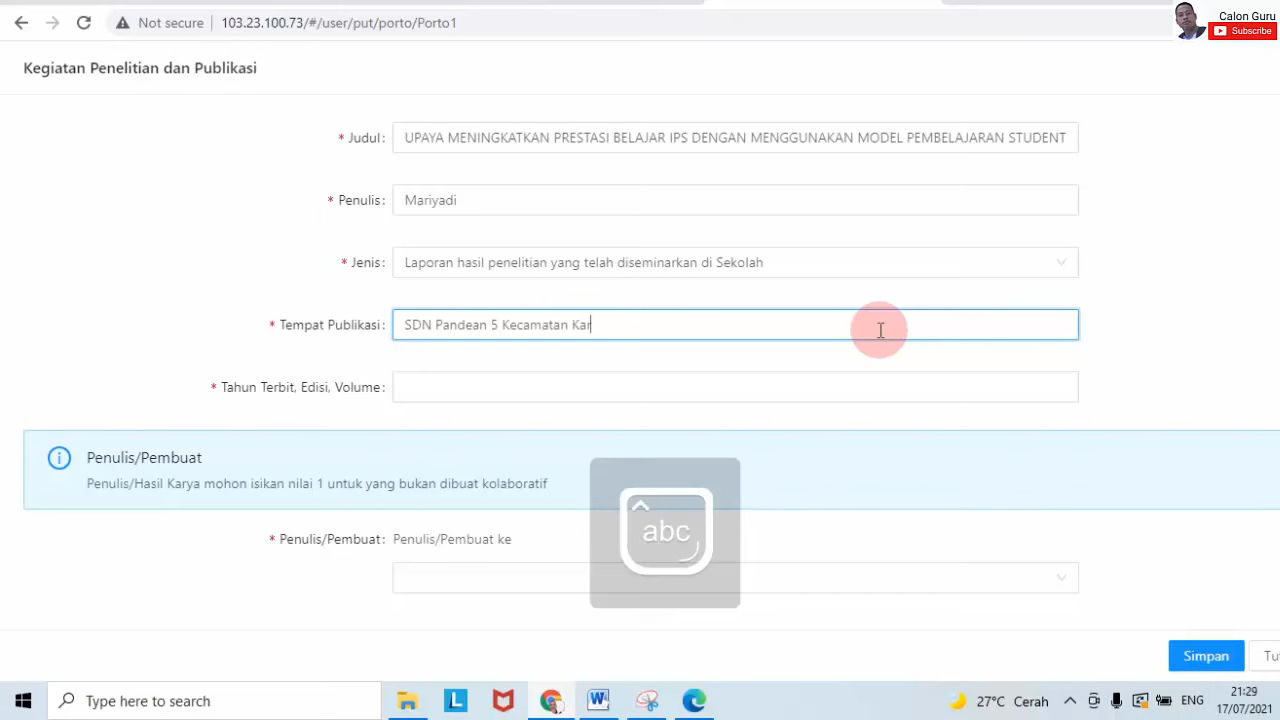 Not secure
103.23.100.73/#/user/put/porto/Porto1
Calon Guru
Subscribe
Kegiatan Penelitian dan Publikasi
* Judul:
UPAYA MENINGKATKAN PRESTASI BELAJAR IPS DENGAN MENGGUNAKAN MODEL PEMBELAJARAN STUDENT
* Penulis:
Mariyadi
* Jenis:
Laporan hasil penelitian yang telah diseminarkan di Sekolah
* Tempat Publikasi:
SDN Pandean 5 Kecamatan Kar
* Tahun Terbit, Edisi, Volume:
Penulis/Pembuat
Penulis/Hasil Karya mohon isikan nilai 1 untuk yang bukan dibuat kolaboratif
abc
* Penulis/Pembuat:
Penulis/Pembuat ke
Simpan
Tu
Type here to search
27°C Cerah
ENG
21:29
17/07/2021